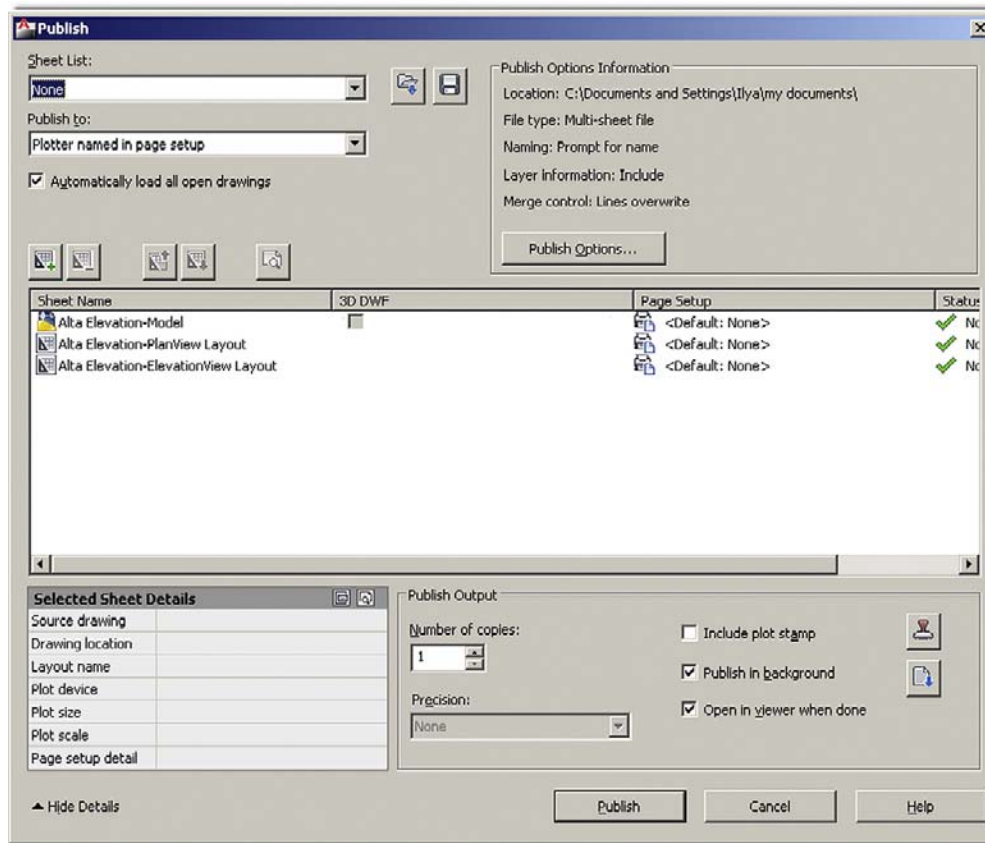 Publish
Sheet List:
None
Publish to:
Plotter named in page setup
Automatically load all open drawings
Publish Options Information
Location: C:\Documents and Settings\Ilya\my documents\
File type: Multi-sheet file
Naming: Prompt for name
Layer information: Include
Merge control: Lines overwrite
Publish Options...
Sheet Name 3D DWF Page Setup Status
Alta Elevation-Model <Default: None> No
Alta Elevation-PlanView Layout <Default: None> No
Alta Elevation-ElevationView Layout <Default: None> No
Selected Sheet Details
Source drawing
Drawing location
Layout name
Plot device
Plot size
Plot scale
Page setup detail
Publish Output
Number of copies:
1
Precision:
None
Include plot stamp
Publish in background
Open in viewer when done
Hide Details
Publish
Cancel
Help